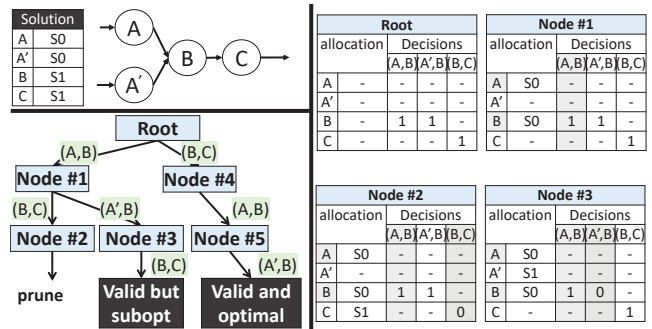 Solution
A S0
A′ S0
B S1
C S1
A
A′
B
C
Root
(A,B) (B,C)
Node #1 Node #4
(B,C) (A′,B) (A,B)
Node #2 Node #3 Node #5
(B,C) (A′,B)
prune
Valid but
subopt
Valid and
optimal
Root
allocation Decisions
(A,B) (A′,B) (B,C)
A - - - -
A′ - - - -
B - 1 1 -
C - - - 1
Node #1
allocation Decisions
(A,B) (A′,B) (B,C)
A S0 - - -
A′ - - - -
B S0 1 1 -
C - - - 1
Node #2
allocation Decisions
(A,B) (A′,B) (B,C)
A S0 - - -
A′ - - - -
B S0 1 1 -
C S1 - - 0
Node #3
allocation Decisions
(A,B) (A′,B) (B,C)
A S0 - - -
A′ S1 - - -
B S0 1 0 -
C - - - 1